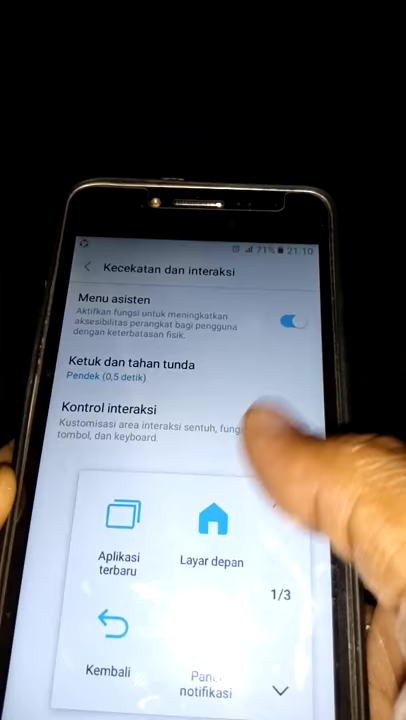 71% 21.10
Kecekatan dan interaksi
Menu asisten
Aktifkan fungsi untuk meningkatkan
aksesibilitas perangkat bagi pengguna
dengan keterbatasan fisik.
Ketuk dan tahan tunda
Pendek (0,5 detik)
Kontrol interaksi
Kustomisasi area interaksi sentuh,
tombol, dan keyboard.
Aplikasi
terbaru
Layar depan
1/3
Kembali
notifikasi